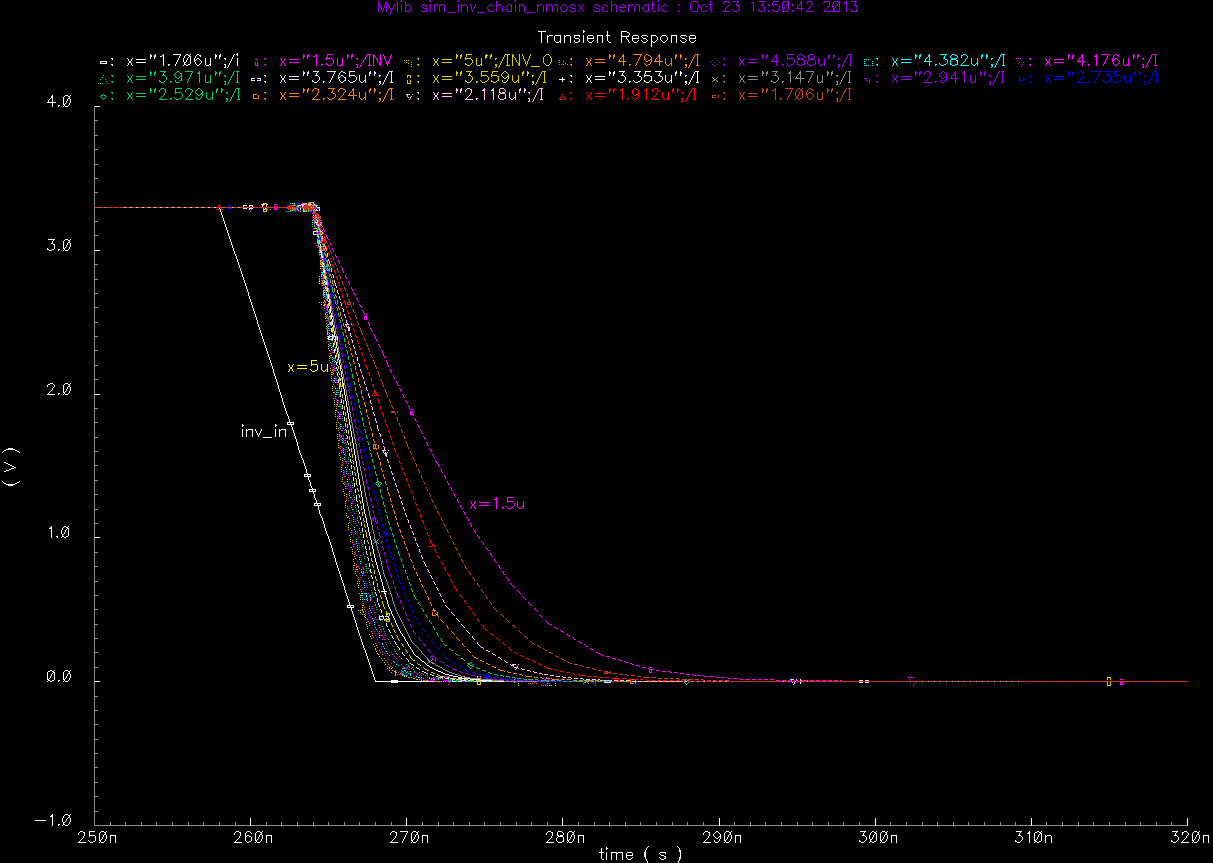 Mylib sim_inv_chain_nmosx schematic : Oct 23 13:50:42 2013
Transient Response
: x="1.706u";/I : x="1.5u";/INV : x="5u";/INV_O : x="4.794u";/I : x="4.588u";/I : x="4.382u";/I : x="4.176u";/I
: x="3.971u";/I : x="3.765u";/I : x="3.559u";/I : x="3.353u";/I : x="3.147u";/I : x="2.941u";/I : x="2.735u";/I
: x="2.529u";/I : x="2.324u";/I : x="2.118u";/I : x="1.912u";/I : x="1.706u";/I
4.0
3.0
x=5u
2.0
inv_in
( V )
x=1.5u
1.0
0.0
-1.0
250n 260n 270n 280n 290n 300n 310n 320n
time ( s )